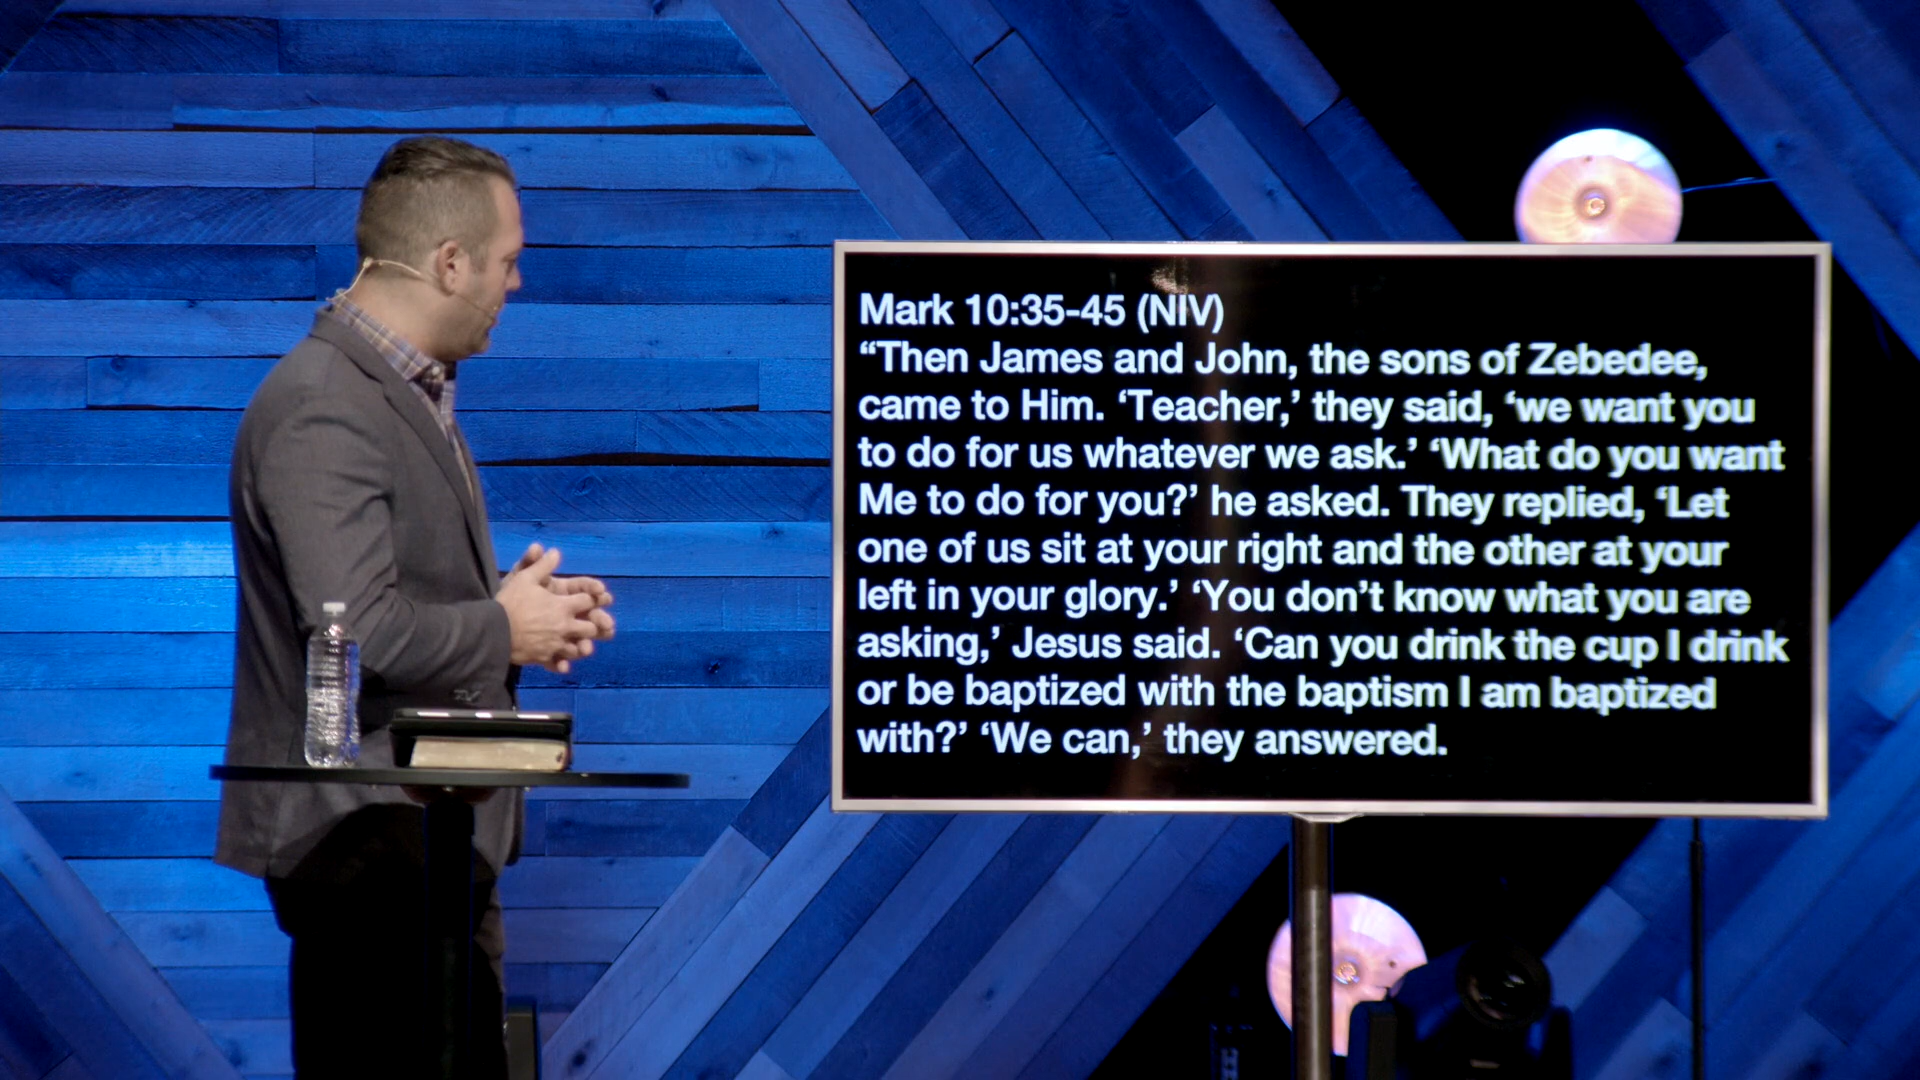 Mark 10:35-45 (NIV)
“Then James and John, the sons of Zebedee,
came to Him. ‘Teacher,’ they said, ‘we want you
to do for us whatever we ask.’ ‘What do you want
Me to do for you?’ he asked. They replied, ‘Let
one of us sit at your right and the other at your
left in your glory.’ ‘You don’t know what you are
asking,’ Jesus said. ‘Can you drink the cup I drink
or be baptized with the baptism I am baptized
with?’ ‘We can,’ they answered.